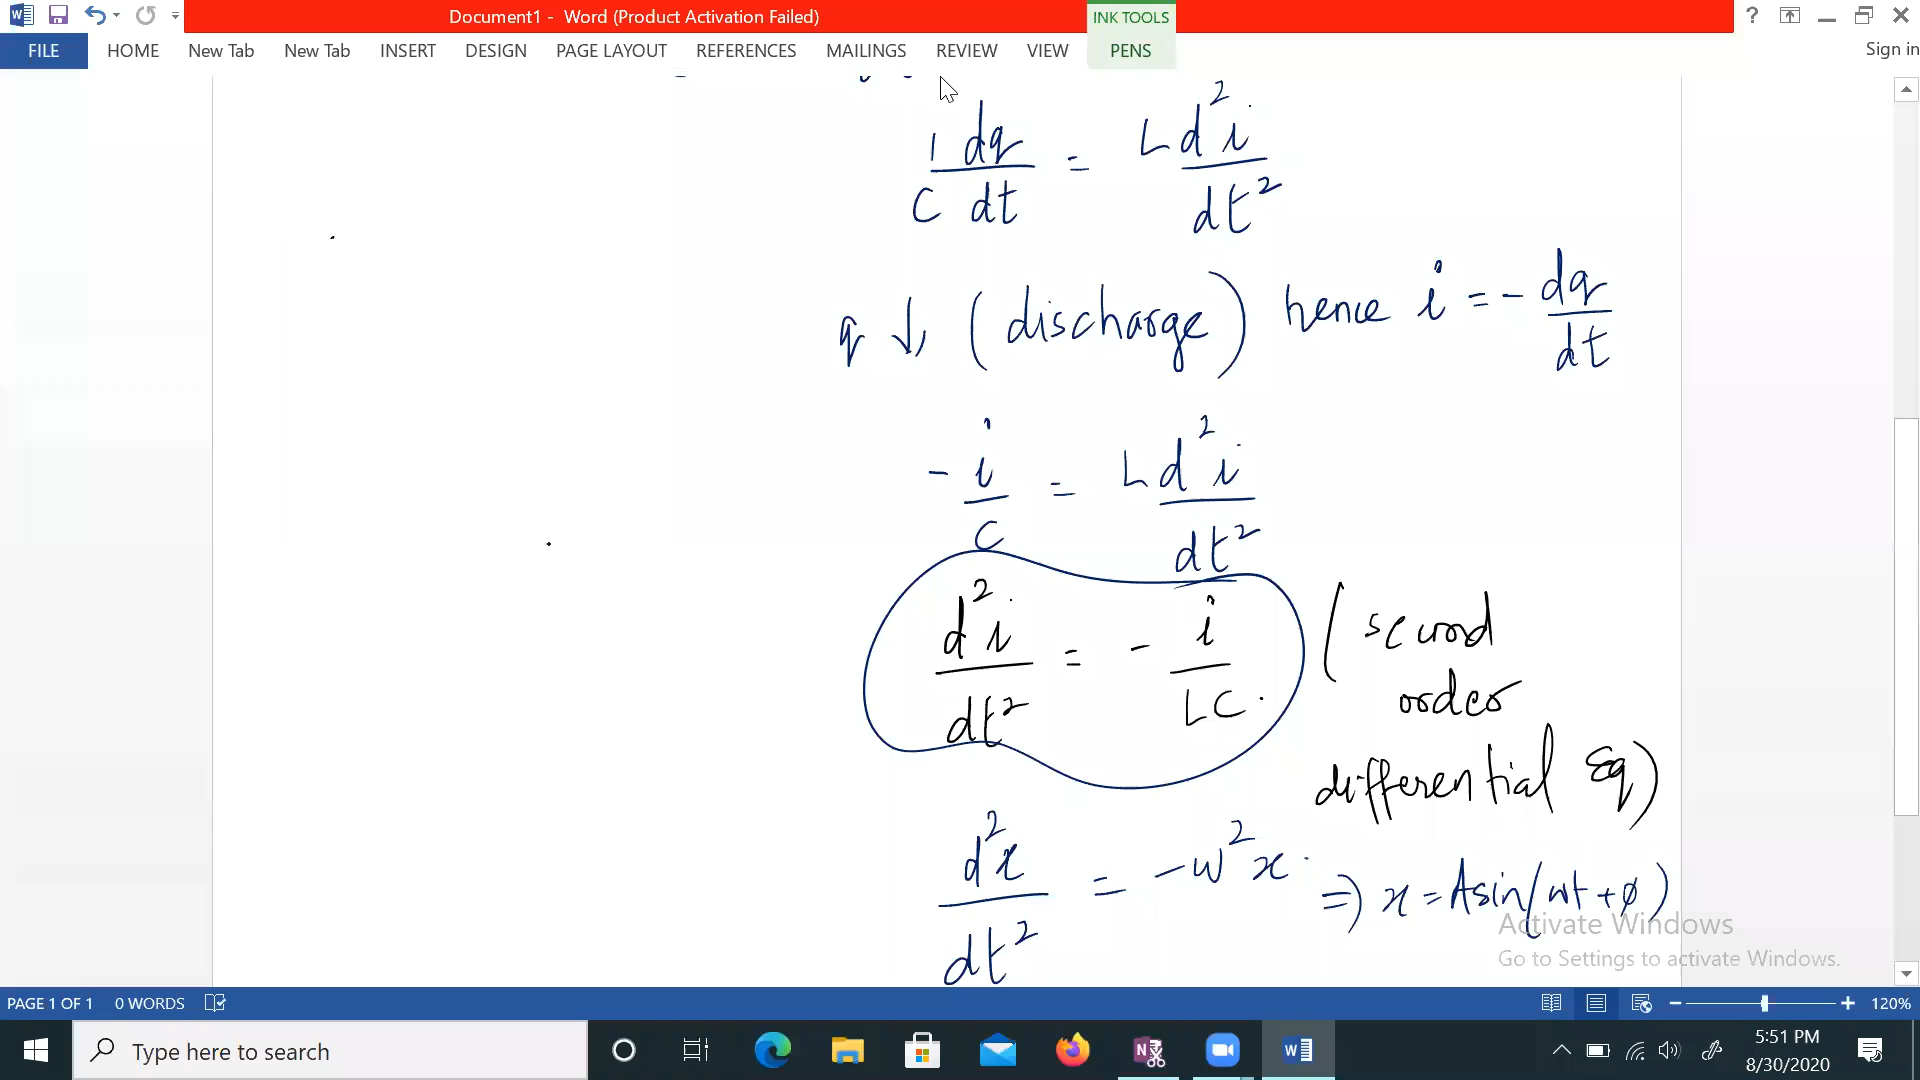 Document1 - Word (Product Activation Failed)
INK TOOLS
FILE HOME New Tab New Tab INSERT DESIGN PAGE LAYOUT REFERENCES MAILINGS REVIEW VIEW PENS Sign in
1 dq / C dt = L d²i / dt²
q ↓, (discharge) hence i = - dq / dt
- i / C = L d²i / dt²
d²i / dt² = - i / LC. (second
order
differential Eq)
d²x / dt² = -w²x. ⇒ x = A sin(wt + φ)
Activate Windows
Go to Settings to activate Windows.
PAGE 1 OF 1 0 WORDS 120%
Type here to search
5:51 PM
8/30/2020